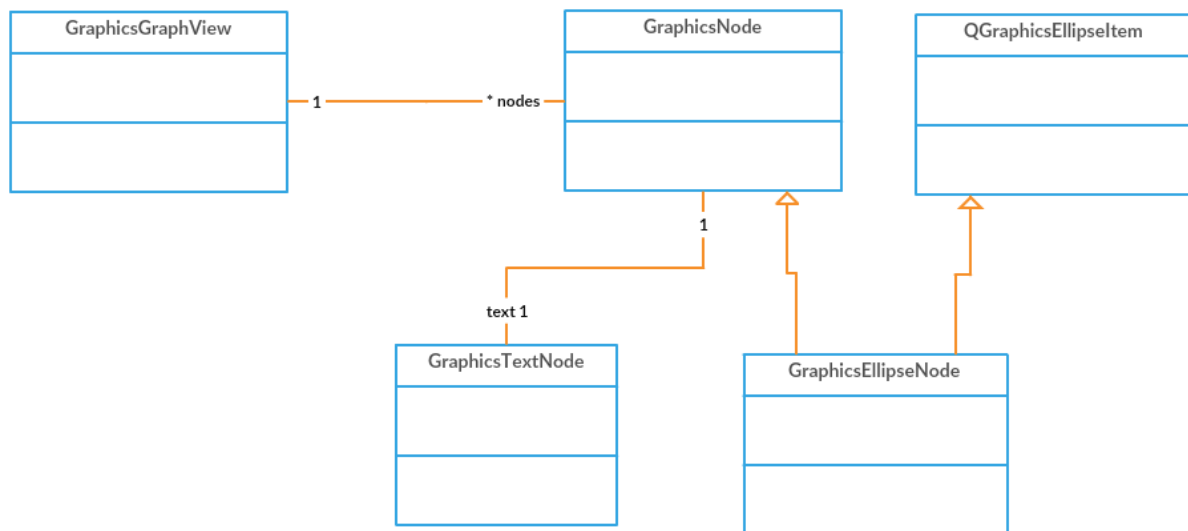 GraphicsGraphView
GraphicsNode
QGraphicsEllipseItem
1
* nodes
1
text 1
GraphicsTextNode
GraphicsEllipseNode